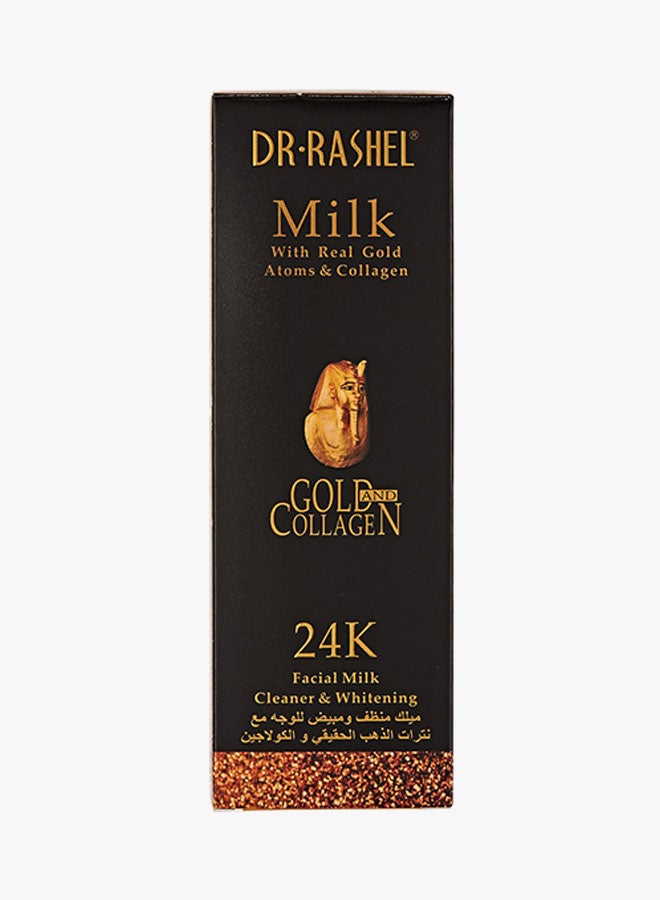 DR·RASHEL®
Milk
With Real Gold
Atoms & Collagen
GOLD AND
COLLAGEN
24K
Facial Milk
Cleaner & Whitening
ميلك منظف ومبيض للوجه مع
نترات الذهب الحقيقي و الكولاجين